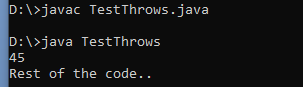 D:\>javac TestThrows.java
D:\>java TestThrows
45
Rest of the code..